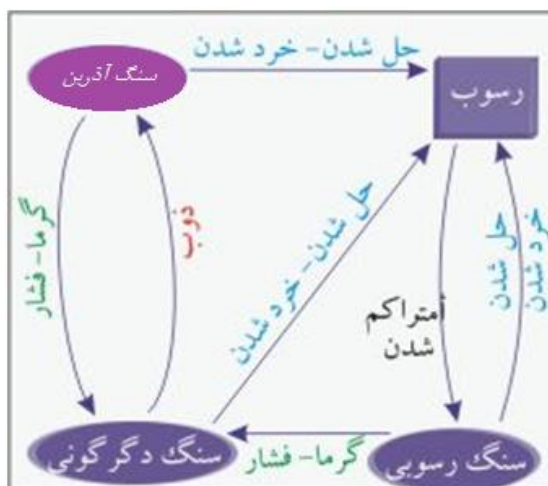 سنگ آذرین
حل شدن - خرد شدن
رسوب
گرما - فشار
ذوب
حل شدن - خرد شدن
أمتراکم
شدن
حل شدن
خرد شدن
سنگ دگرگونی
گرما - فشار
سنگ رسوبی